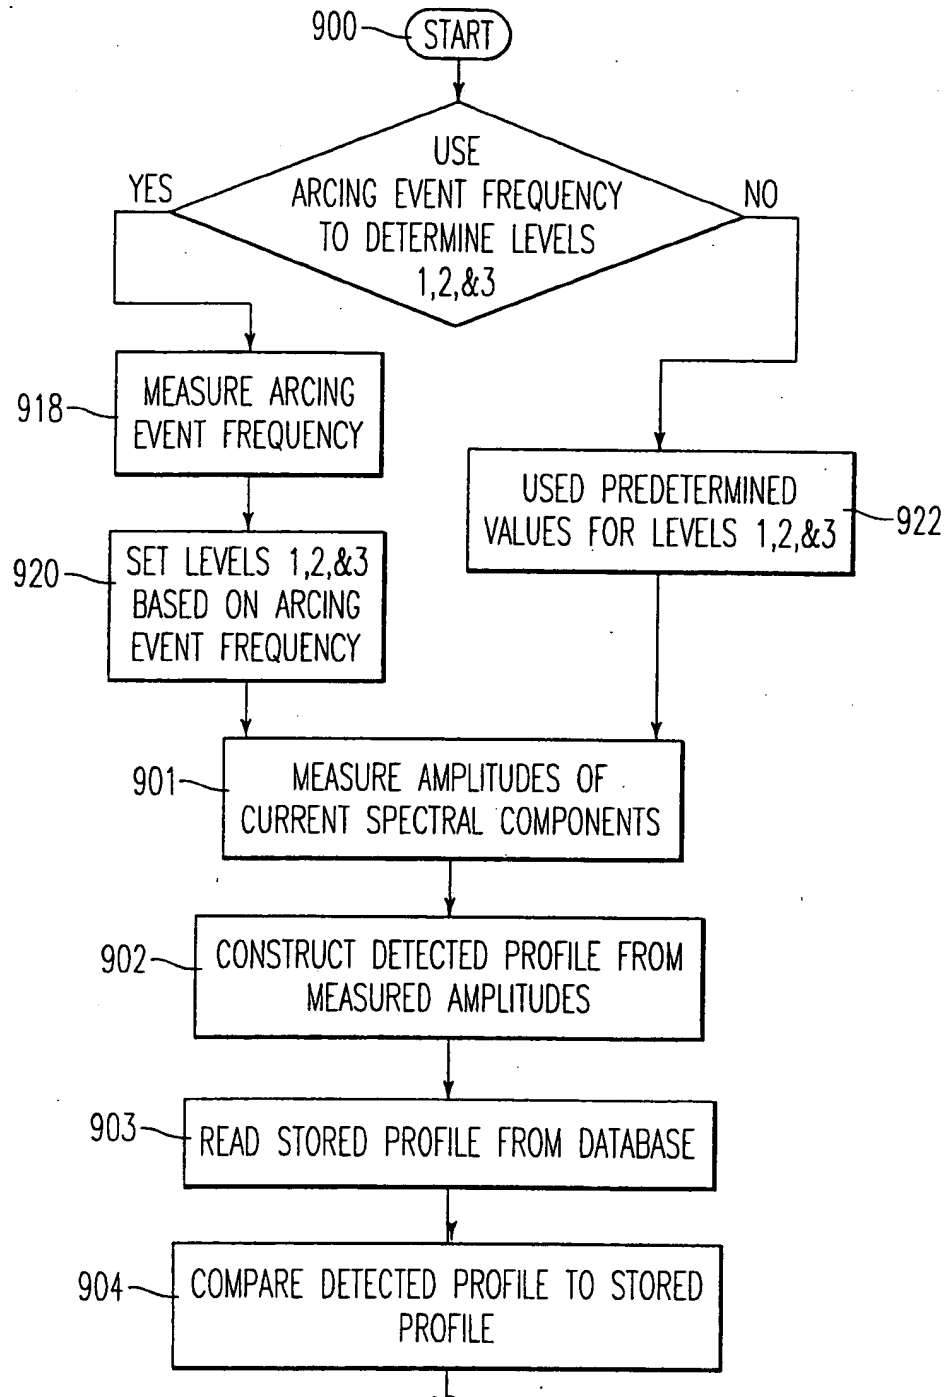 900
START
USE
ARCING EVENT FREQUENCY
TO DETERMINE LEVELS
1,2,&3
YES
NO
918
MEASURE ARCING
EVENT FREQUENCY
USED PREDETERMINED
VALUES FOR LEVELS 1,2,&3
922
920
SET LEVELS 1,2,&3
BASED ON ARCING
EVENT FREQUENCY
901
MEASURE AMPLITUDES OF
CURRENT SPECTRAL COMPONENTS
902
CONSTRUCT DETECTED PROFILE FROM
MEASURED AMPLITUDES
903
READ STORED PROFILE FROM DATABASE
904
COMPARE DETECTED PROFILE TO STORED
PROFILE